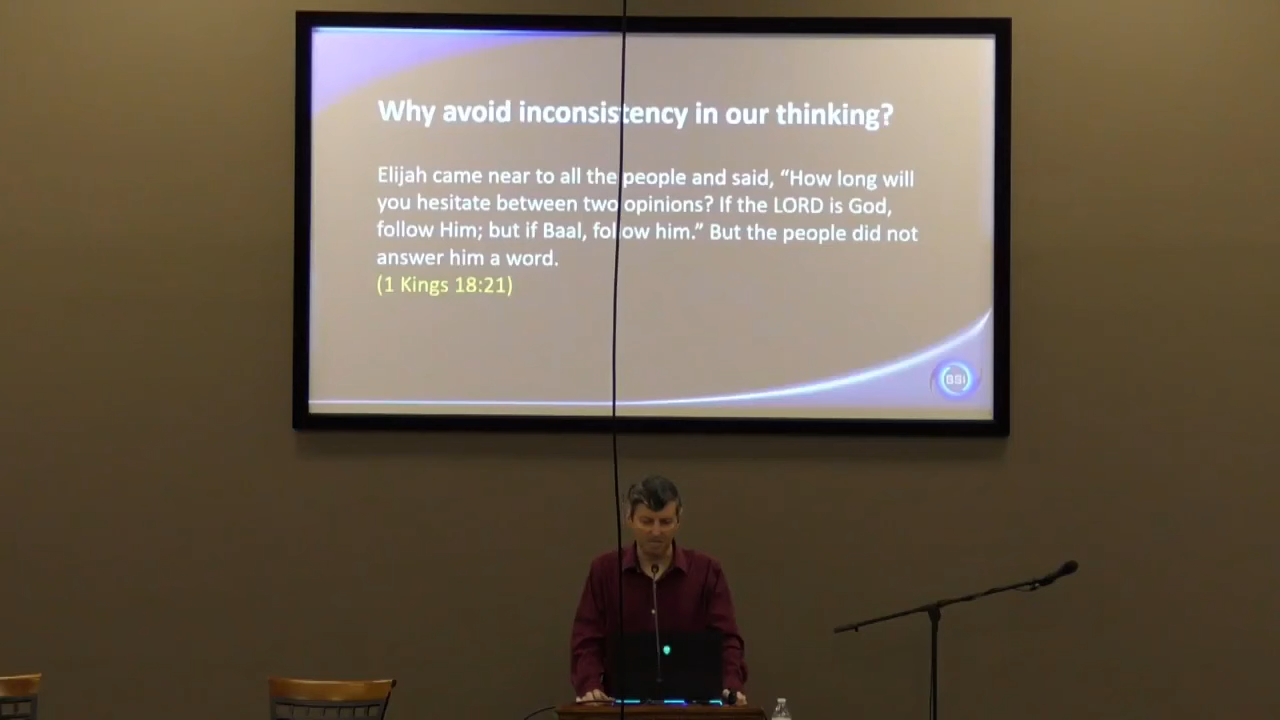 Why avoid inconsistency in our thinking?
Elijah came near to all the people and said, “How long will
you hesitate between two opinions? If the LORD is God,
follow Him; but if Baal, follow him.” But the people did not
answer him a word.
(1 Kings 18:21)
BSI